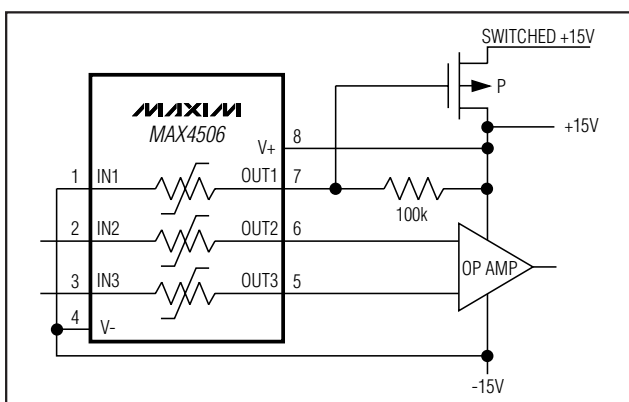 SWITCHED +15V
P
MAXIM
MAX4506
V+
8
+15V
1 IN1 OUT1 7
100k
2 IN2 OUT2 6
OP AMP
3 IN3 OUT3 5
4 V-
-15V